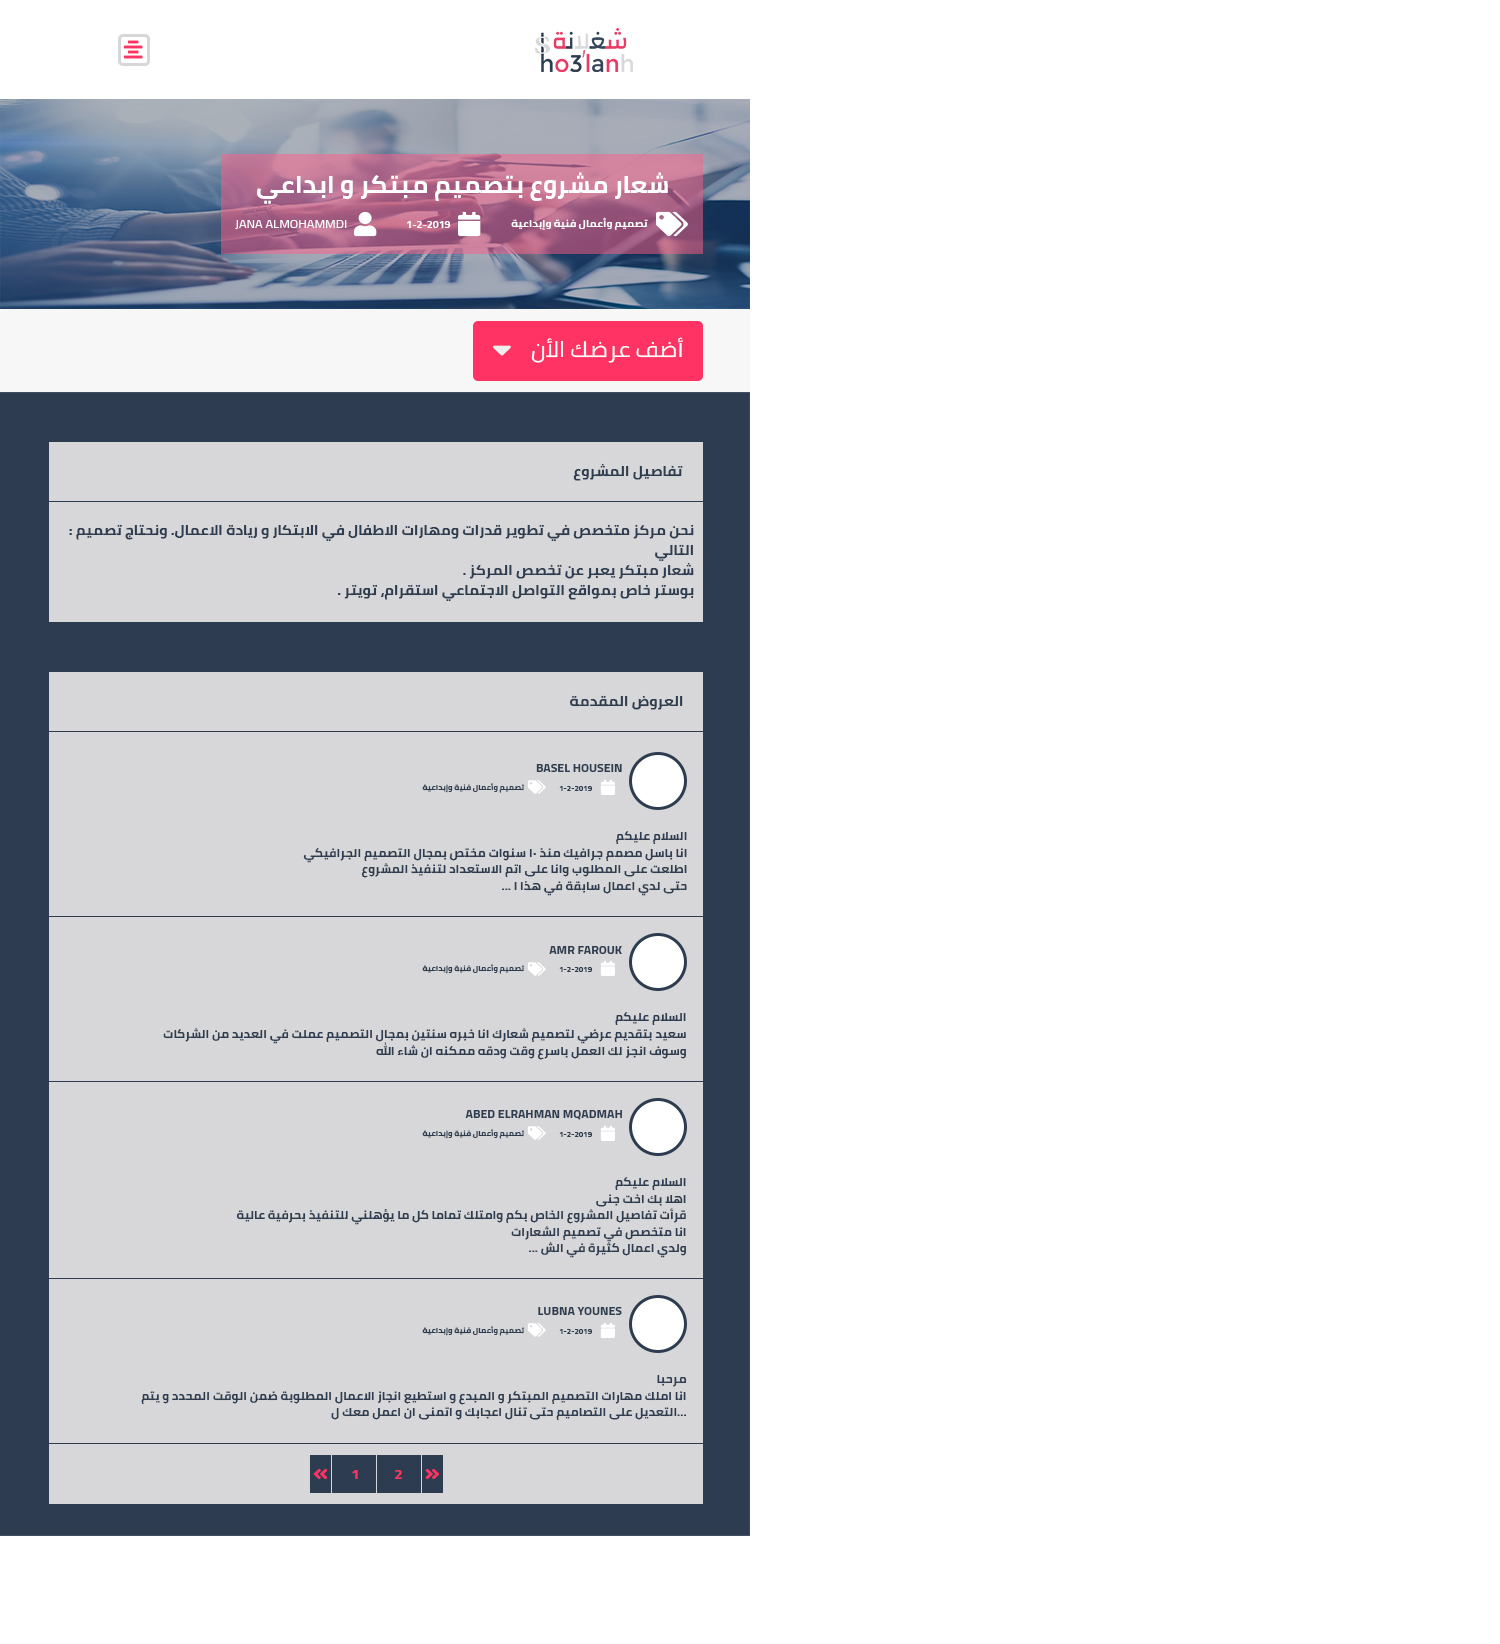 شغلانة
sho3'lanh
شعار مشروع بتصميم مبتكر و ابداعي
تصميم وأعمال فنية وإبداعية
1-2-2019
JANA ALMOHAMMDI
أضف عرضك الأن
تفاصيل المشروع
نحن مركز متخصص في تطوير قدرات ومهارات الاطفال في الابتكار و ريادة الاعمال. ونحتاج تصميم :
التالي
شعار مبتكر يعبر عن تخصص المركز .
بوستر خاص بمواقع التواصل الاجتماعي استقرام، تويتر .
العروض المقدمة
BASEL HOUSEIN
1-2-2019
تصميم وأعمال فنية وإبداعية
السلام عليكم
انا باسل مصمم جرافيك منذ ١٠ سنوات مختص بمجال التصميم الجرافيكي
اطلعت على المطلوب وانا على اتم الاستعداد لتنفيذ المشروع
حتى لدي اعمال سابقة في هذا ا ...
AMR FAROUK
1-2-2019
تصميم وأعمال فنية وإبداعية
السلام عليكم
سعيد بتقديم عرضي لتصميم شعارك انا خبره سنتين بمجال التصميم عملت في العديد من الشركات
وسوف انجز لك العمل باسرع وقت ودقه ممكنه ان شاء الله
ABED ELRAHMAN MQADMAH
1-2-2019
تصميم وأعمال فنية وإبداعية
السلام عليكم
اهلا بك اخت جنى
قرأت تفاصيل المشروع الخاص بكم وامتلك تماما كل ما يؤهلني للتنفيذ بحرفية عالية
انا متخصص في تصميم الشعارات
ولدي اعمال كثيرة في الش ...
LUBNA YOUNES
1-2-2019
تصميم وأعمال فنية وإبداعية
مرحبا
انا املك مهارات التصميم المبتكر و المبدع و استطيع انجاز الاعمال المطلوبة ضمن الوقت المحدد و يتم
...التعديل على التصاميم حتى تنال اعجابك و اتمنى ان اعمل معك ل
« 1 2 »